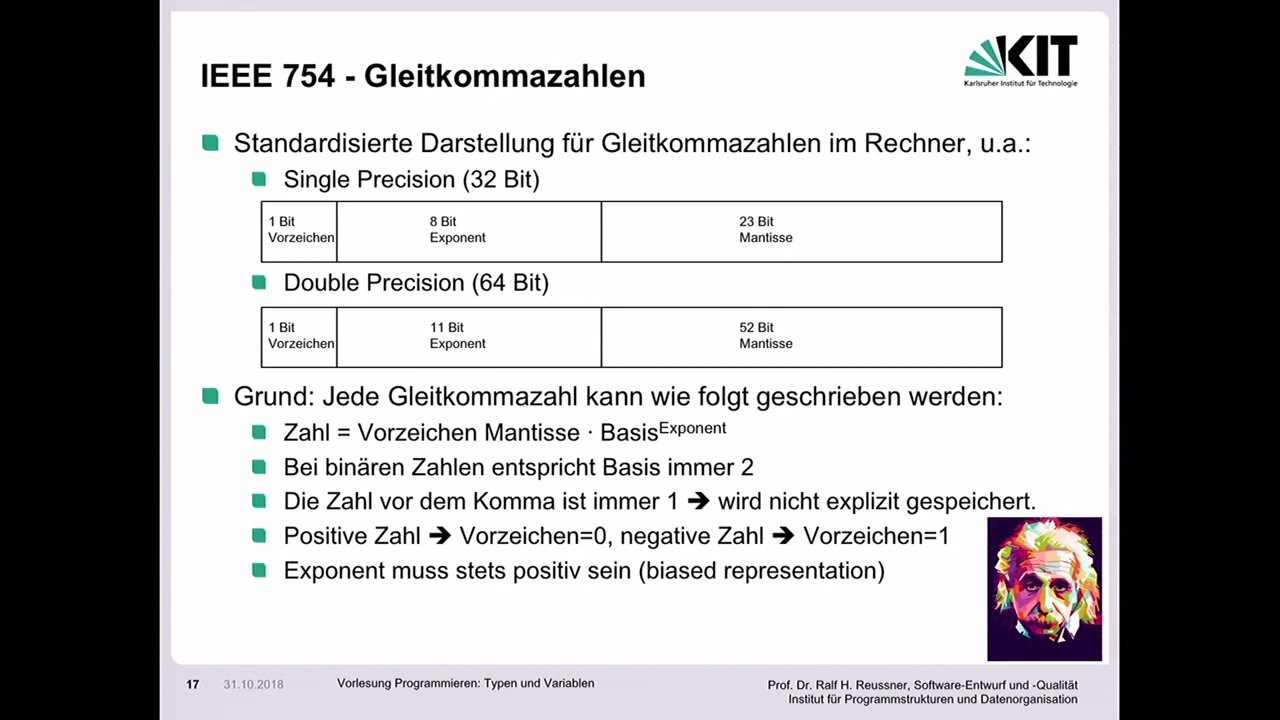 IEEE 754 - Gleitkommazahlen
KIT
Karlsruher Institut für Technologie
Standardisierte Darstellung für Gleitkommazahlen im Rechner, u.a.:
Single Precision (32 Bit)
1 Bit
Vorzeichen
8 Bit
Exponent
23 Bit
Mantisse
Double Precision (64 Bit)
1 Bit
Vorzeichen
11 Bit
Exponent
52 Bit
Mantisse
Grund: Jede Gleitkommazahl kann wie folgt geschrieben werden:
Zahl = Vorzeichen Mantisse · Basis^Exponent
Bei binären Zahlen entspricht Basis immer 2
Die Zahl vor dem Komma ist immer 1 ➔ wird nicht explizit gespeichert.
Positive Zahl ➔ Vorzeichen=0, negative Zahl ➔ Vorzeichen=1
Exponent muss stets positiv sein (biased representation)
17 31.10.2018 Vorlesung Programmieren: Typen und Variablen
Prof. Dr. Ralf H. Reussner, Software-Entwurf und -Qualität
Institut für Programmstrukturen und Datenorganisation